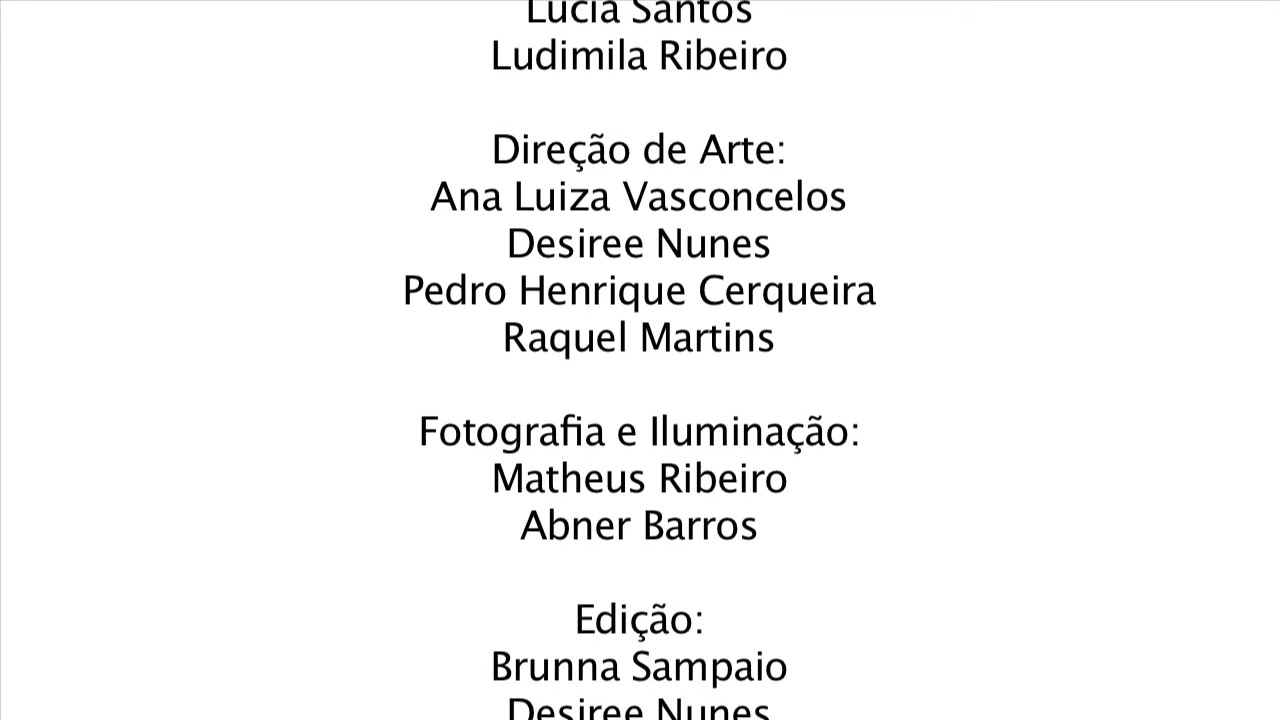 Lucia Santos
Ludimila Ribeiro
Direção de Arte:
Ana Luiza Vasconcelos
Desiree Nunes
Pedro Henrique Cerqueira
Raquel Martins
Fotografia e Iluminação:
Matheus Ribeiro
Abner Barros
Edição:
Brunna Sampaio
Desiree Nunes